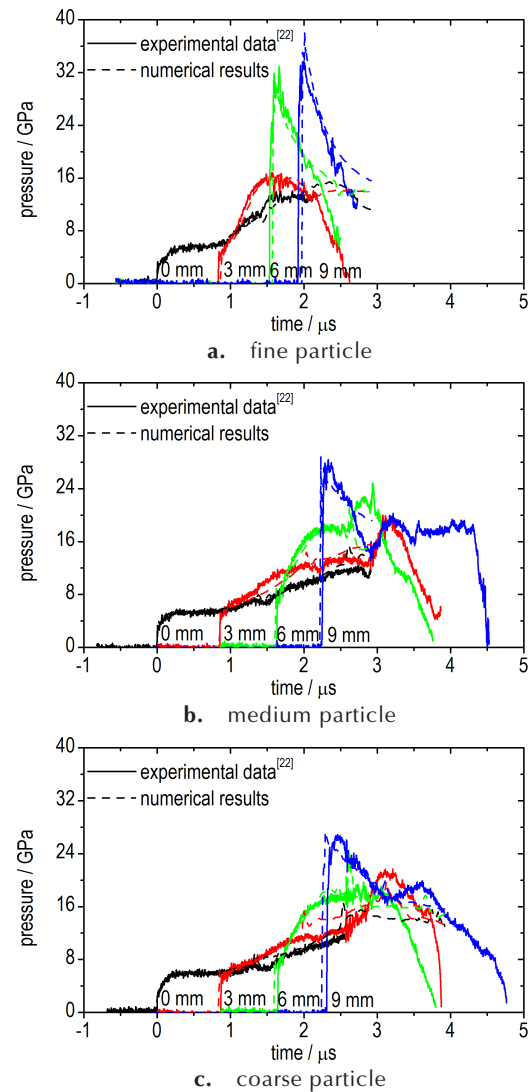 40
32
24
16
8
0
pressure / GPa
experimental data[22]
numerical results
0 mm 3 mm 6 mm 9 mm
-1 0 1 2 3 4 5
time / μs
a. fine particle
40
32
24
16
8
0
pressure / GPa
experimental data[22]
numerical results
0 mm 3 mm 6 mm 9 mm
-1 0 1 2 3 4 5
time / μs
b. medium particle
40
32
24
16
8
0
pressure / GPa
experimental data[22]
numerical results
0 mm 3 mm 6 mm 9 mm
-1 0 1 2 3 4 5
time / μs
c. coarse particle